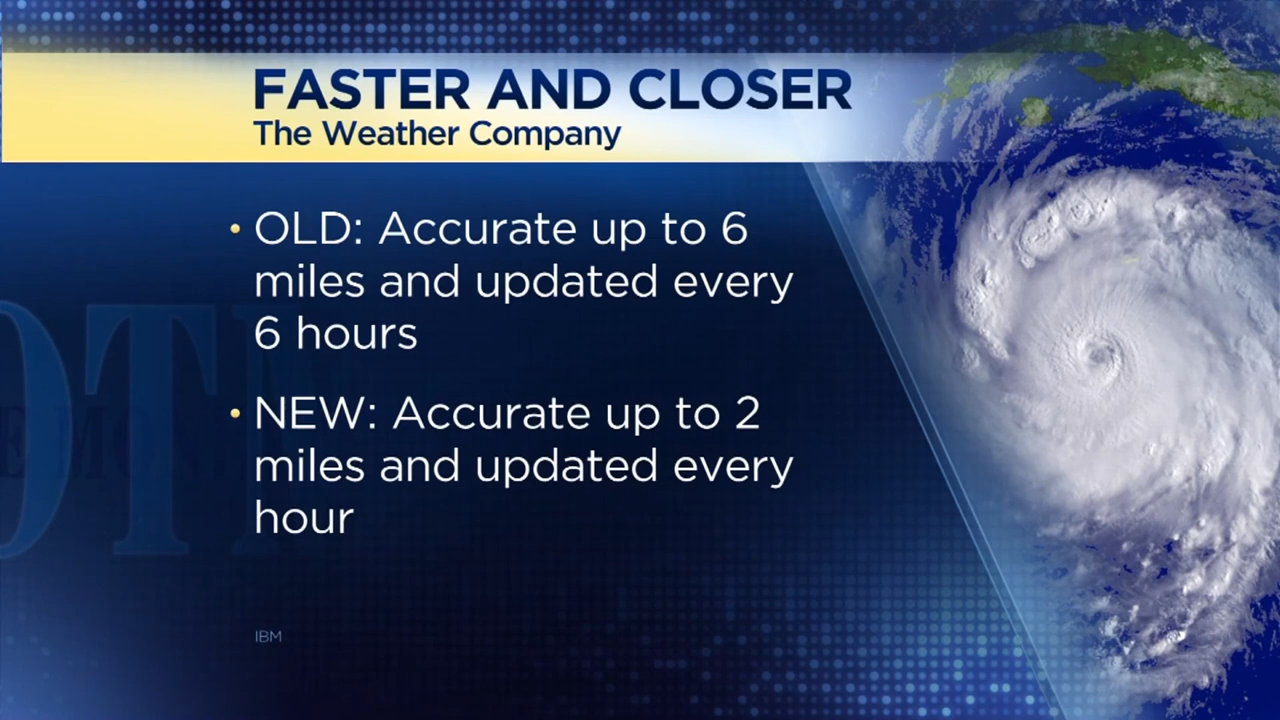 FASTER AND CLOSER
The Weather Company
• OLD: Accurate up to 6
miles and updated every
6 hours
• NEW: Accurate up to 2
miles and updated every
hour
IBM